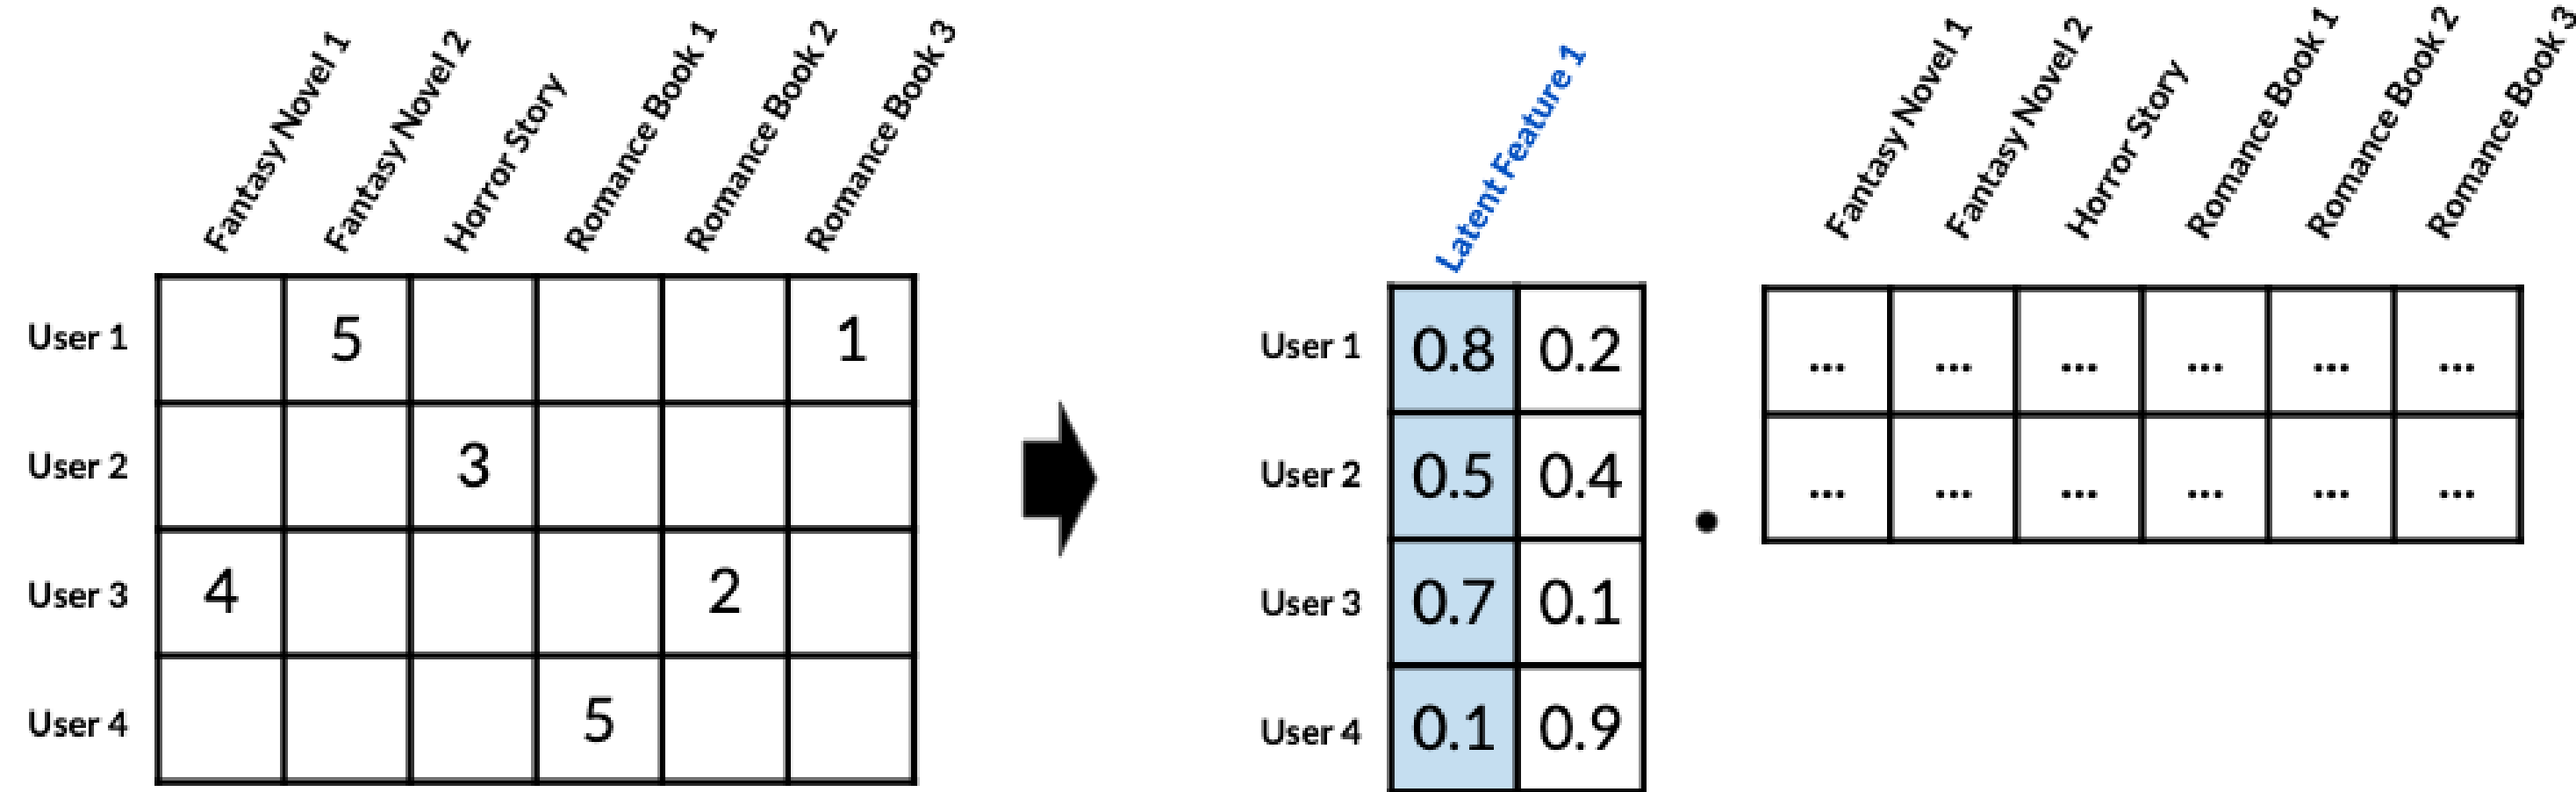 Fantasy Novel 1
Fantasy Novel 2
Horror Story
Romance Book 1
Romance Book 2
Romance Book 3
User 1 5 1
User 2 3
User 3 4 2
User 4 5
Latent Feature 1
User 1 0.8 0.2
User 2 0.5 0.4
User 3 0.7 0.1
User 4 0.1 0.9
.
Fantasy Novel 1
Fantasy Novel 2
Horror Story
Romance Book 1
Romance Book 2
Romance Book 3
... ... ... ... ... ...
... ... ... ... ... ...